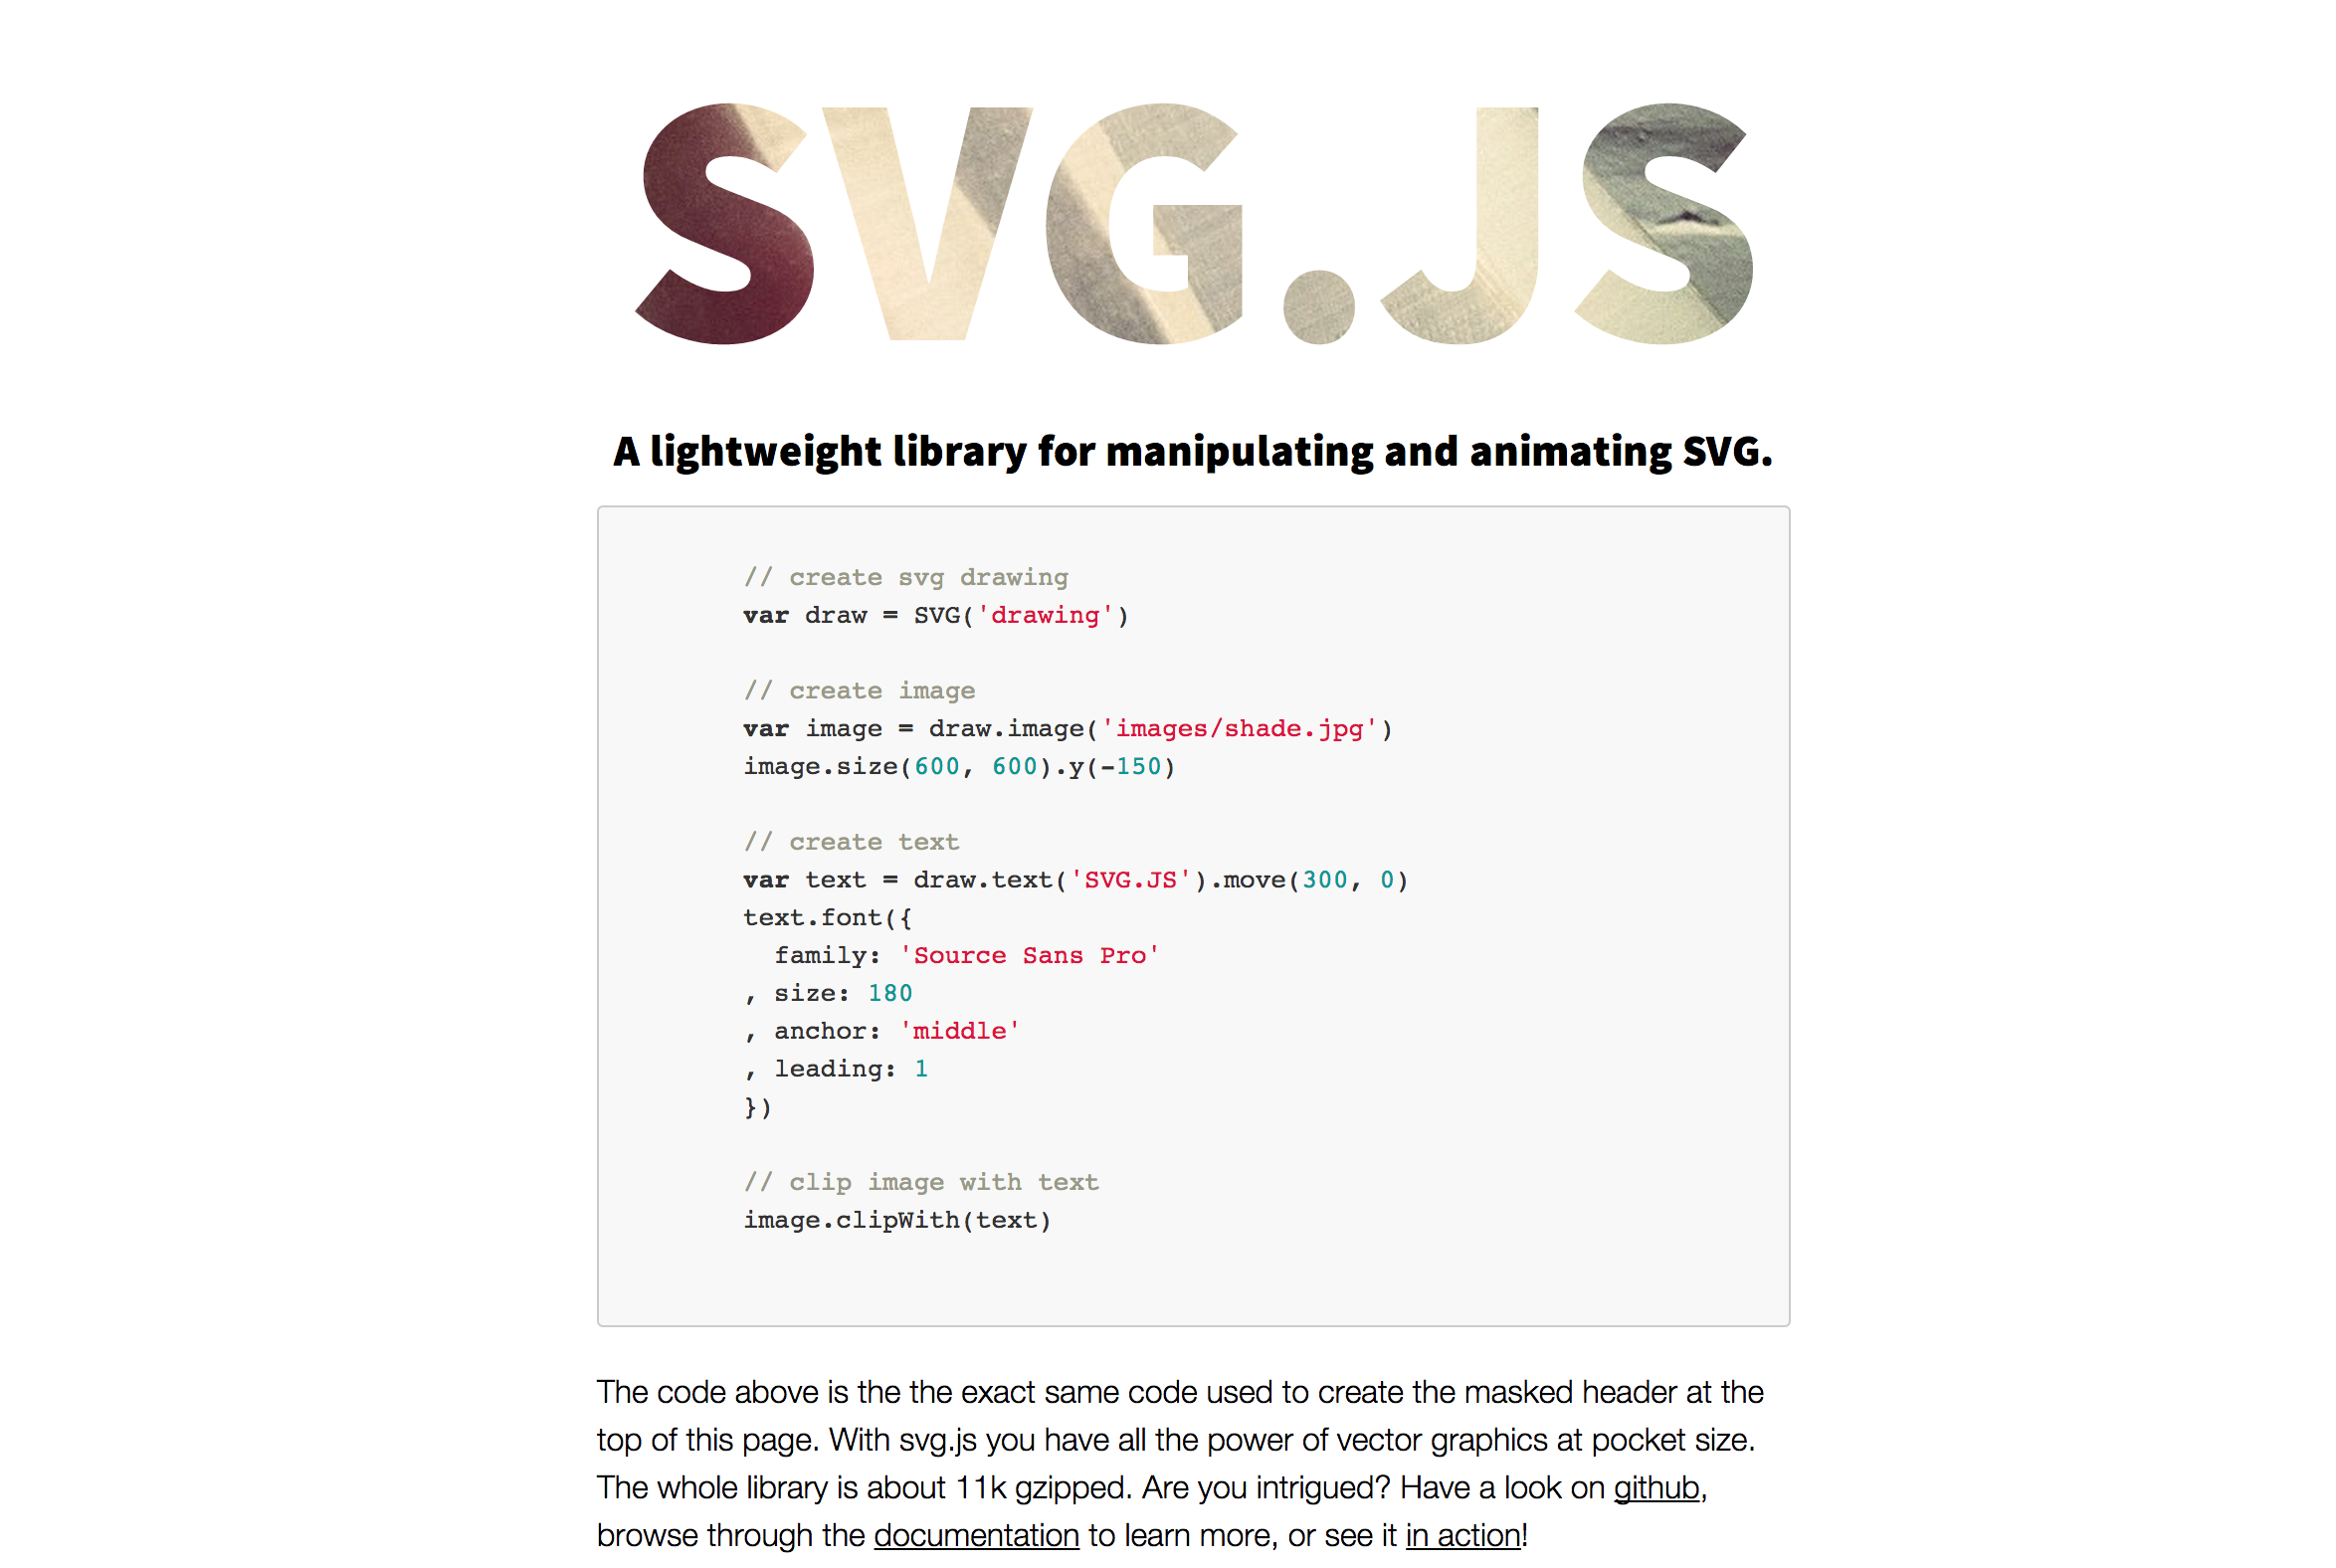 SVG.JS
A lightweight library for manipulating and animating SVG.
// create svg drawing
var draw = SVG('drawing')
// create image
var image = draw.image('images/shade.jpg')
image.size(600, 600).y(-150)
// create text
var text = draw.text('SVG.JS').move(300, 0)
text.font({
  family: 'Source Sans Pro'
, size: 180
, anchor: 'middle'
, leading: 1
})
// clip image with text
image.clipWith(text)
The code above is the the exact same code used to create the masked header at the
top of this page. With svg.js you have all the power of vector graphics at pocket size.
The whole library is about 11k gzipped. Are you intrigued? Have a look on github,
browse through the documentation to learn more, or see it in action!